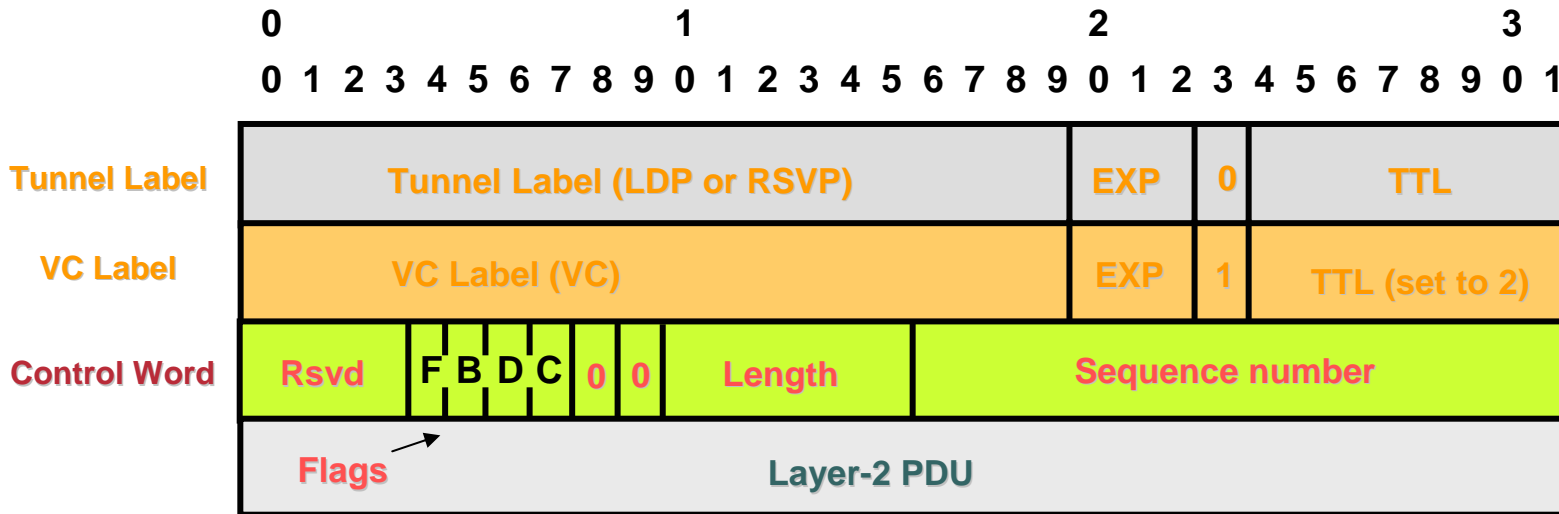 0 1 2 3
0 1 2 3 4 5 6 7 8 9 0 1 2 3 4 5 6 7 8 9 0 1 2 3 4 5 6 7 8 9 0 1
Tunnel Label Tunnel Label (LDP or RSVP) EXP 0 TTL
VC Label VC Label (VC) EXP 1 TTL (set to 2)
Control Word Rsvd F B D C 0 0 Length Sequence number
Flags Layer-2 PDU